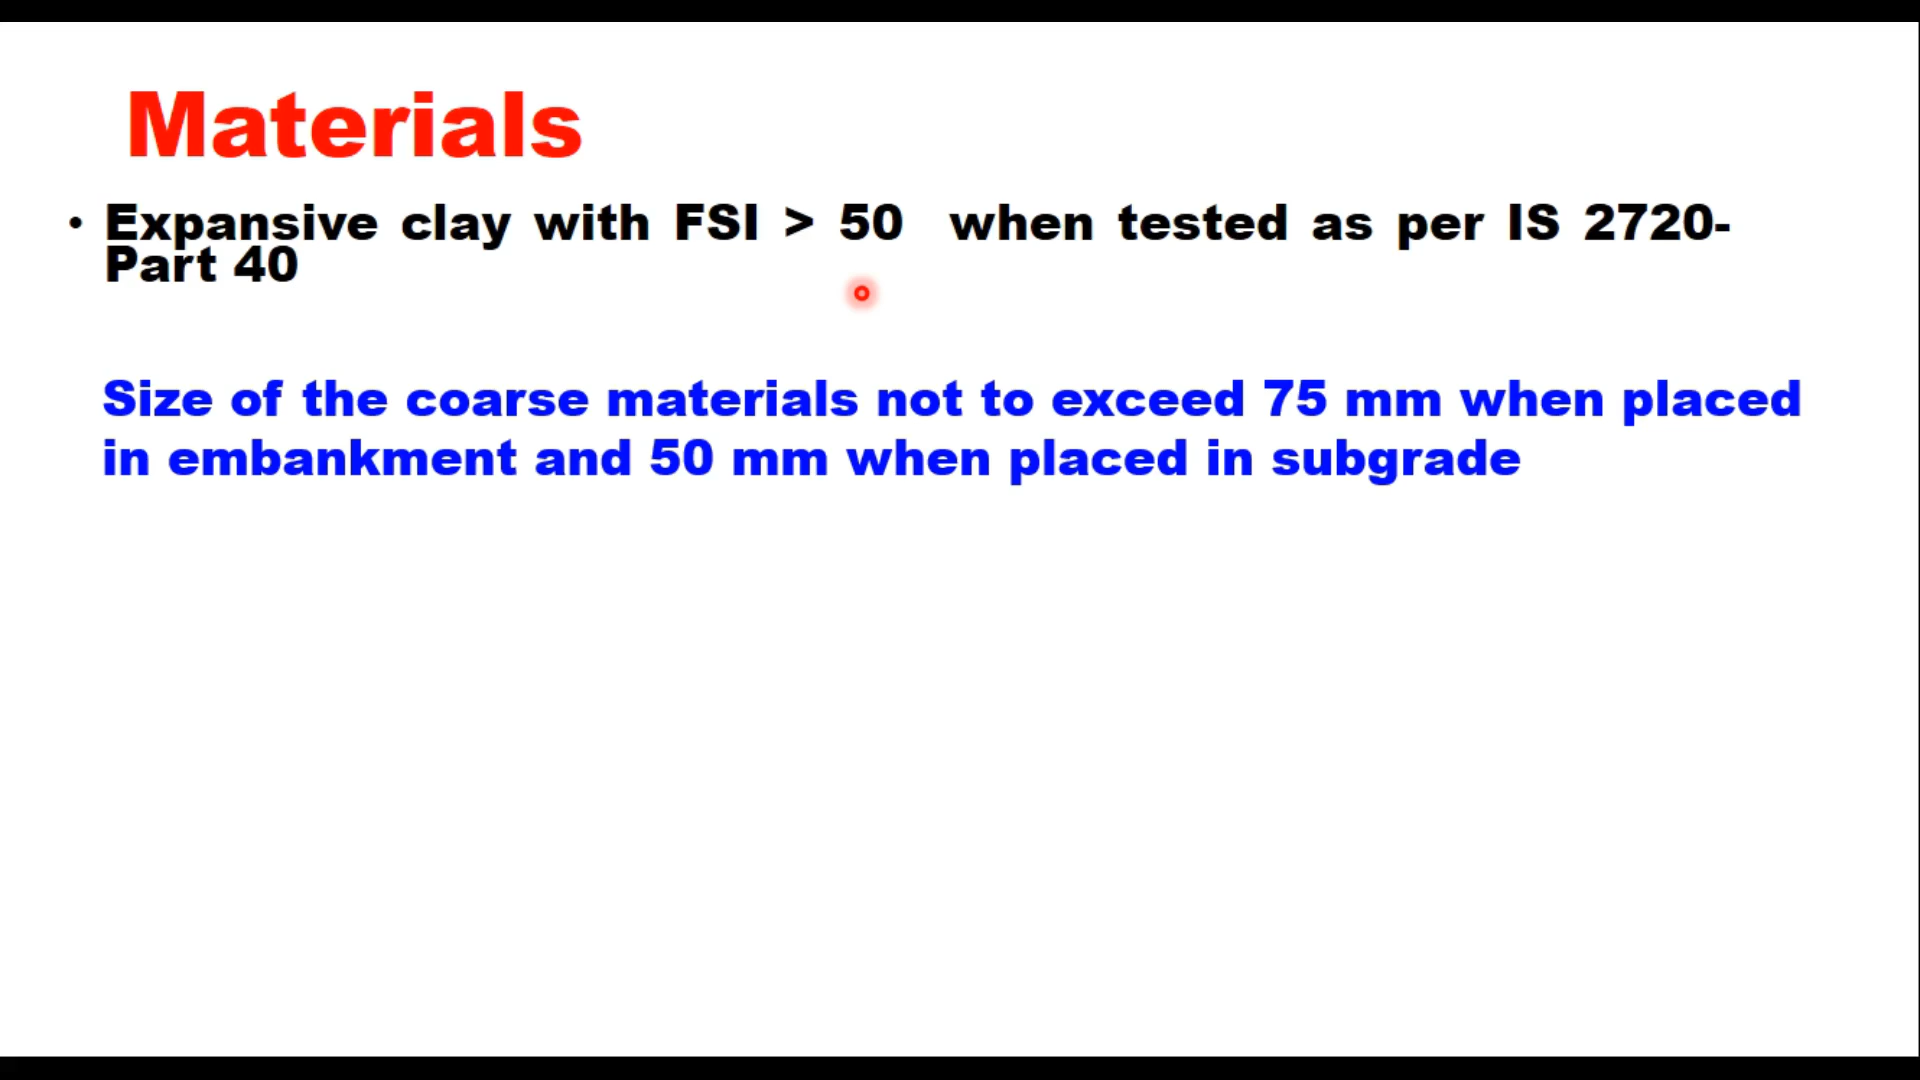 Materials
• Expansive clay with FSI > 50 when tested as per IS 2720-
Part 40
Size of the coarse materials not to exceed 75 mm when placed
in embankment and 50 mm when placed in subgrade